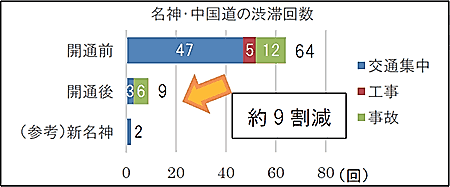 名神・中国道の渋滞回数
開通前 47 5 12 64
開通後 3 6 9
(参考)新名神 2
約9割減
0 20 40 60 80 (回)
交通集中
工事
事故